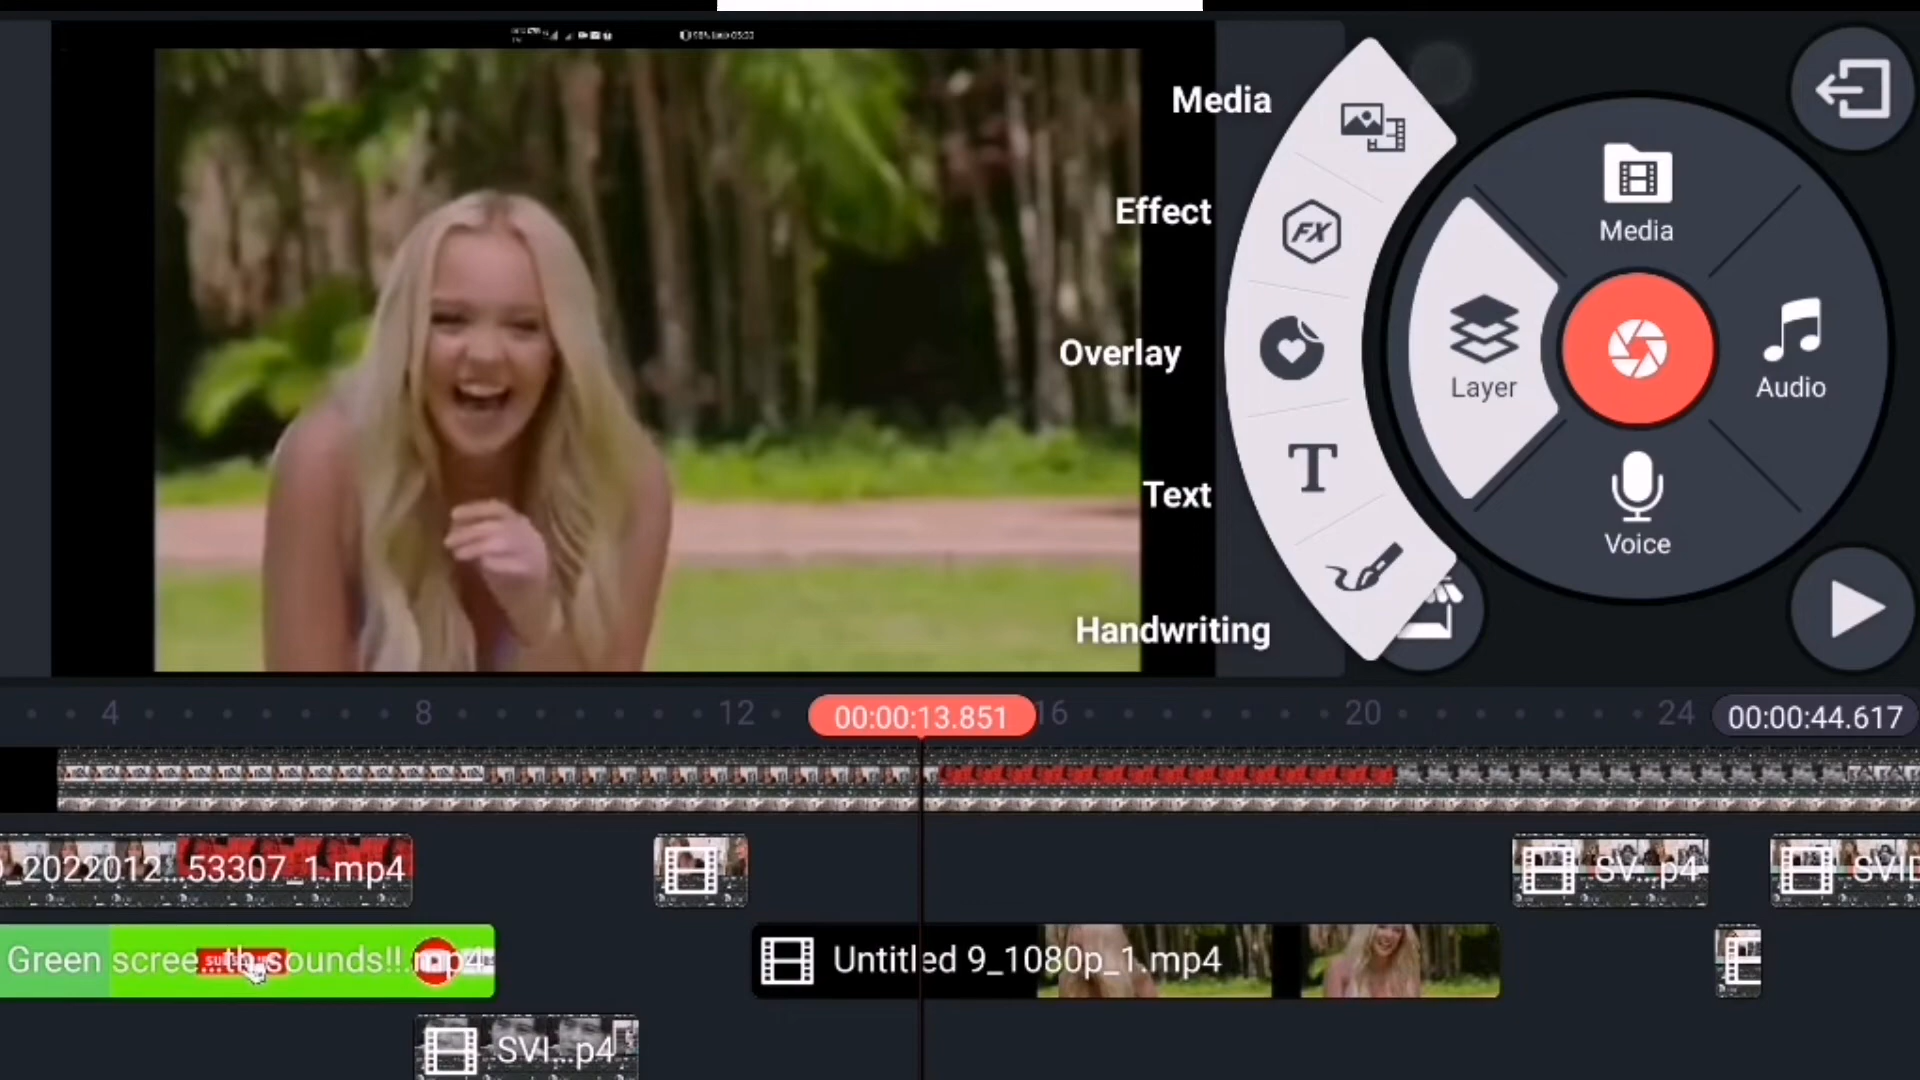 Media
Effect
Overlay
Text
Handwriting
FX
T
Media
Layer
Audio
Voice
4
8
12
00:00:13.851
16
20
24
00:00:44.617
_2022012...53307_1.mp4
SV...p4
SVID
Green scree...th sounds!!.mp4
Untitled 9_1080p_1.mp4
SVI...p4